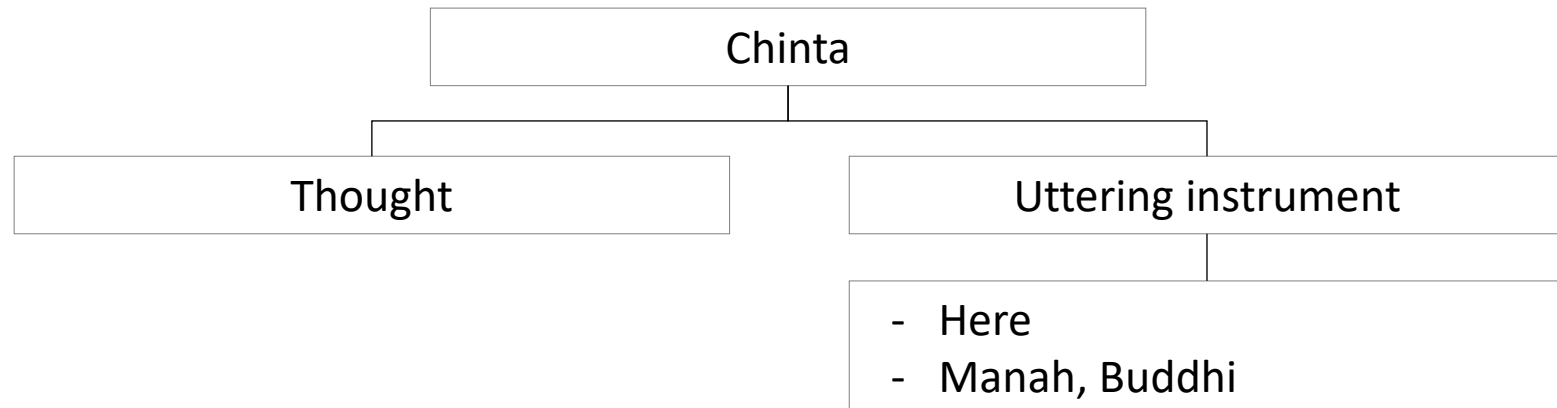 Chinta
Thought
Uttering instrument
- Here
- Manah, Buddhi